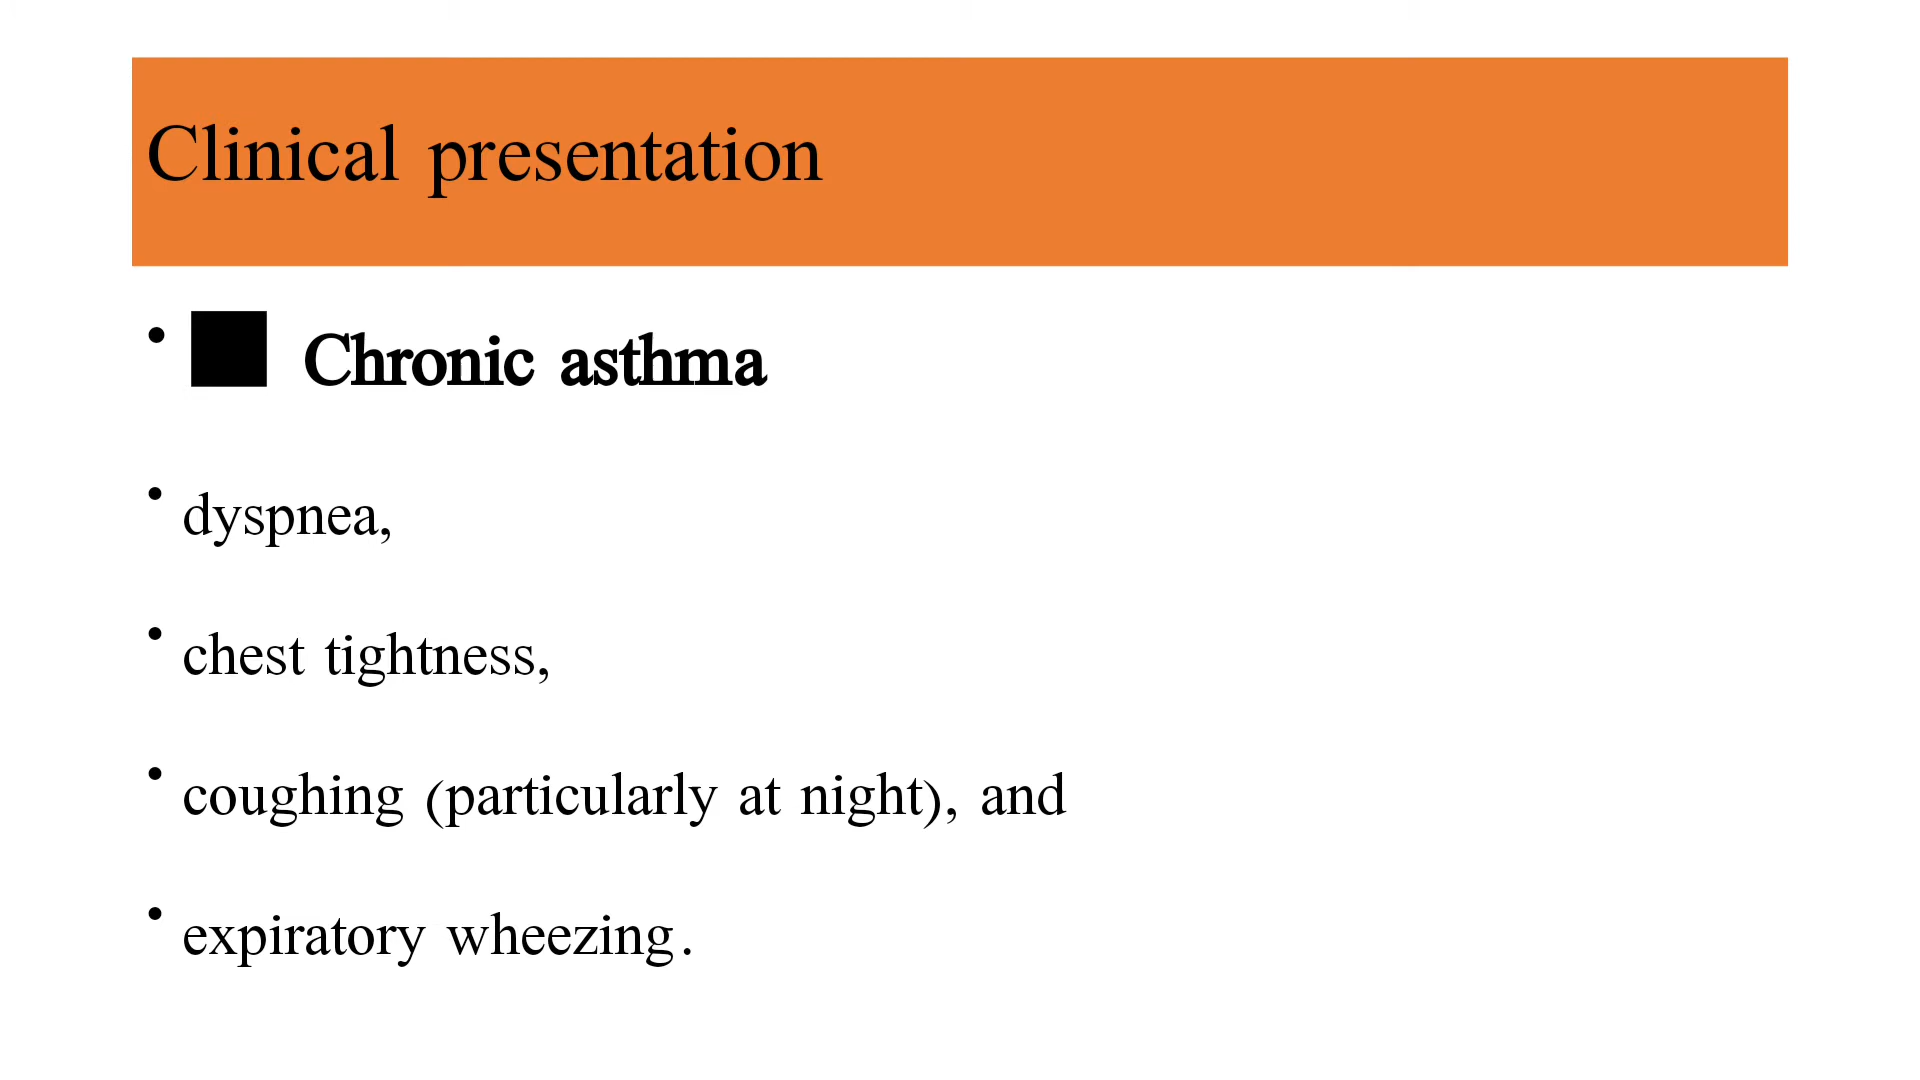 Clinical presentation
• ■ Chronic asthma
• dyspnea,
• chest tightness,
• coughing (particularly at night), and
• expiratory wheezing.